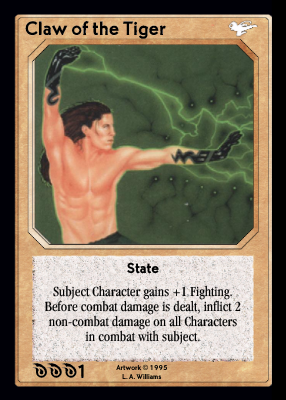 Claw of the Tiger
State
Subject Character gains +1 Fighting.
Before combat damage is dealt, inflict 2
non-combat damage on all Characters
in combat with subject.
1
Artwork © 1995
L. A. Williams